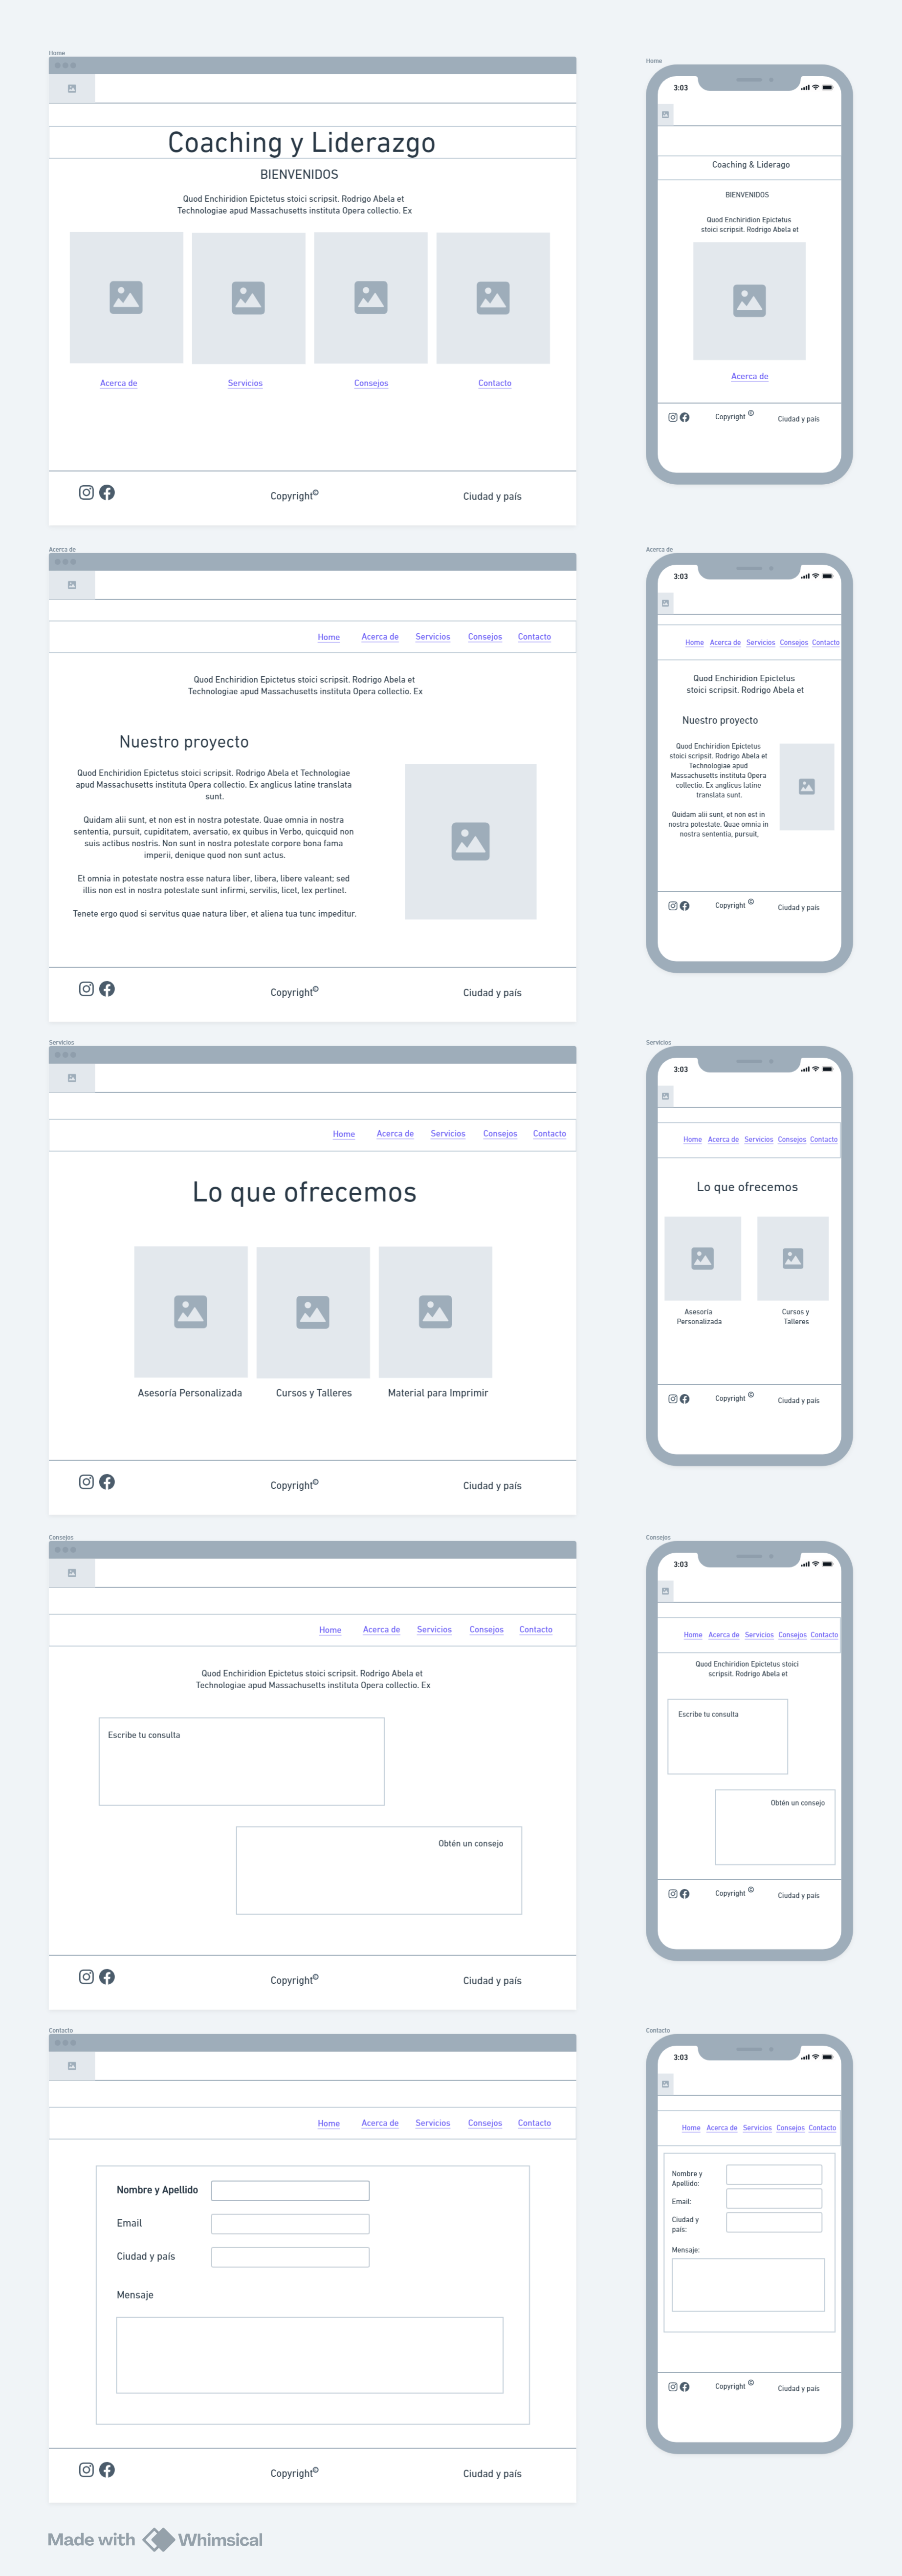 Home
Coaching y Liderazgo
BIENVENIDOS
Quod Enchiridion Epictetus stoici scripsit. Rodrigo Abela et
Technologiae apud Massachusetts instituta Opera collectio. Ex
Acerca de Servicios Consejos Contacto
Copyright© Ciudad y país
Home
3:03
Coaching & Liderago
BIENVENIDOS
Quod Enchiridion Epictetus
stoici scripsit. Rodrigo Abela et
Acerca de
Copyright © Ciudad y país
Acerca de
Home Acerca de Servicios Consejos Contacto
Quod Enchiridion Epictetus stoici scripsit. Rodrigo Abela et
Technologiae apud Massachusetts instituta Opera collectio. Ex
Nuestro proyecto
Quod Enchiridion Epictetus stoici scripsit. Rodrigo Abela et Technologiae
apud Massachusetts instituta Opera collectio. Ex anglicus latine translata
sunt.
Quidam alii sunt, et non est in nostra potestate. Quae omnia in nostra
sententia, pursuit, cupiditatem, aversatio, ex quibus in Verbo, quicquid non
suis actibus nostris. Non sunt in nostra potestate corpore bona fama
imperii, denique quod non sunt actus.
Et omnia in potestate nostra esse natura liber, libera, libere valeant; sed
illis non est in nostra potestate sunt infirmi, servilis, licet, lex pertinet.
Tenete ergo quod si servitus quae natura liber, et aliena tua tunc impeditur.
Copyright© Ciudad y país
Acerca de
3:03
Home Acerca de Servicios Consejos Contacto
Quod Enchiridion Epictetus
stoici scripsit. Rodrigo Abela et
Nuestro proyecto
Quod Enchiridion Epictetus
stoici scripsit. Rodrigo Abela et
Technologiae apud
Massachusetts instituta Opera
collectio. Ex anglicus latine
translata sunt.
Quidam alii sunt, et non est in
nostra potestate. Quae omnia in
nostra sententia, pursuit,
Copyright © Ciudad y país
Servicios
Home Acerca de Servicios Consejos Contacto
Lo que ofrecemos
Asesoría Personalizada Cursos y Talleres Material para Imprimir
Copyright© Ciudad y país
Servicios
3:03
Home Acerca de Servicios Consejos Contacto
Lo que ofrecemos
Asesoría Cursos y
Personalizada Talleres
Copyright © Ciudad y país
Consejos
Home Acerca de Servicios Consejos Contacto
Quod Enchiridion Epictetus stoici scripsit. Rodrigo Abela et
Technologiae apud Massachusetts instituta Opera collectio. Ex
Escribe tu consulta
Obtén un consejo
Copyright© Ciudad y país
Consejos
3:03
Home Acerca de Servicios Consejos Contacto
Quod Enchiridion Epictetus stoici
scripsit. Rodrigo Abela et
Escribe tu consulta
Obtén un consejo
Copyright © Ciudad y país
Contacto
Home Acerca de Servicios Consejos Contacto
Nombre y Apellido
Email
Ciudad y país
Mensaje
Copyright© Ciudad y país
Contacto
3:03
Home Acerca de Servicios Consejos Contacto
Nombre y
Apellido:
Email:
Ciudad y
país:
Mensaje:
Copyright © Ciudad y país
Made with Whimsical